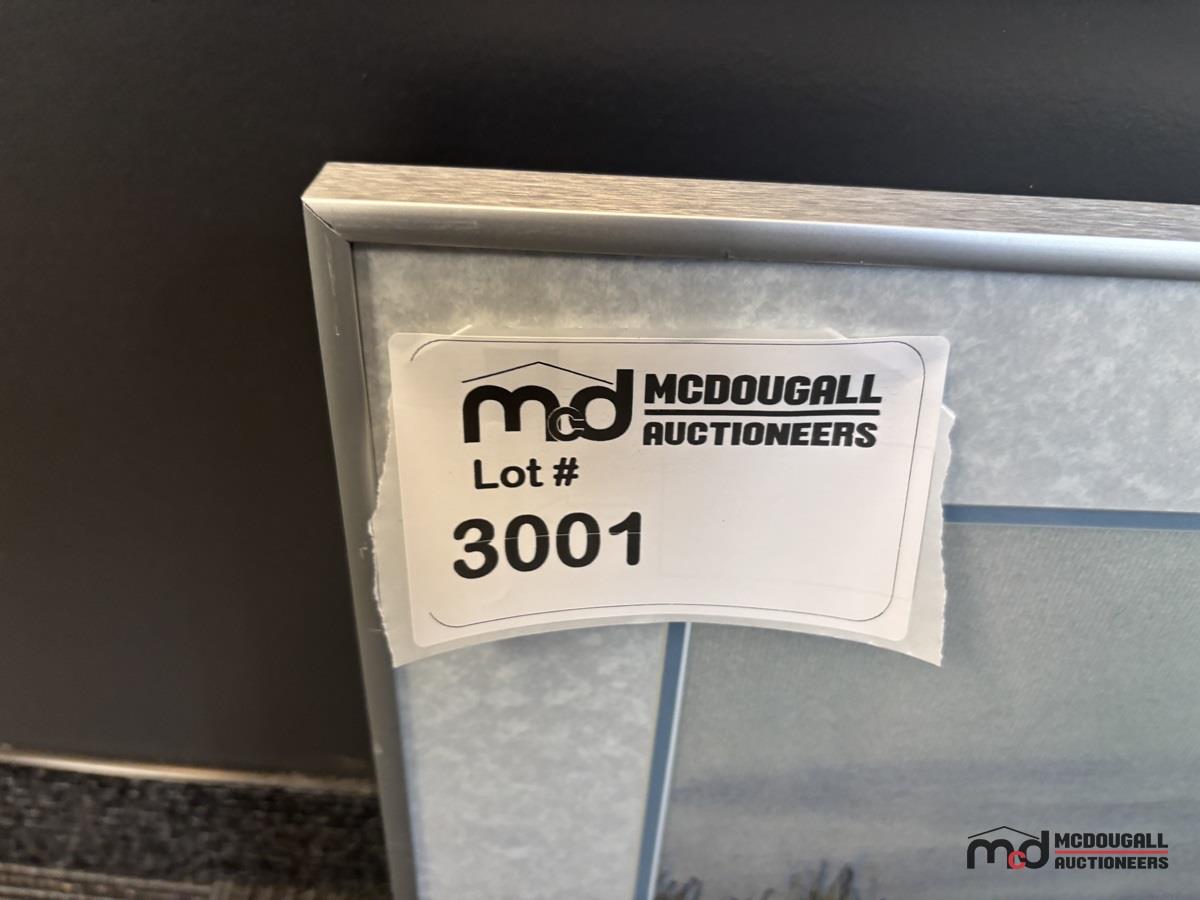 mcd MCDOUGALL
AUCTIONEERS
Lot #
3001
mcd MCDOUGALL
AUCTIONEERS